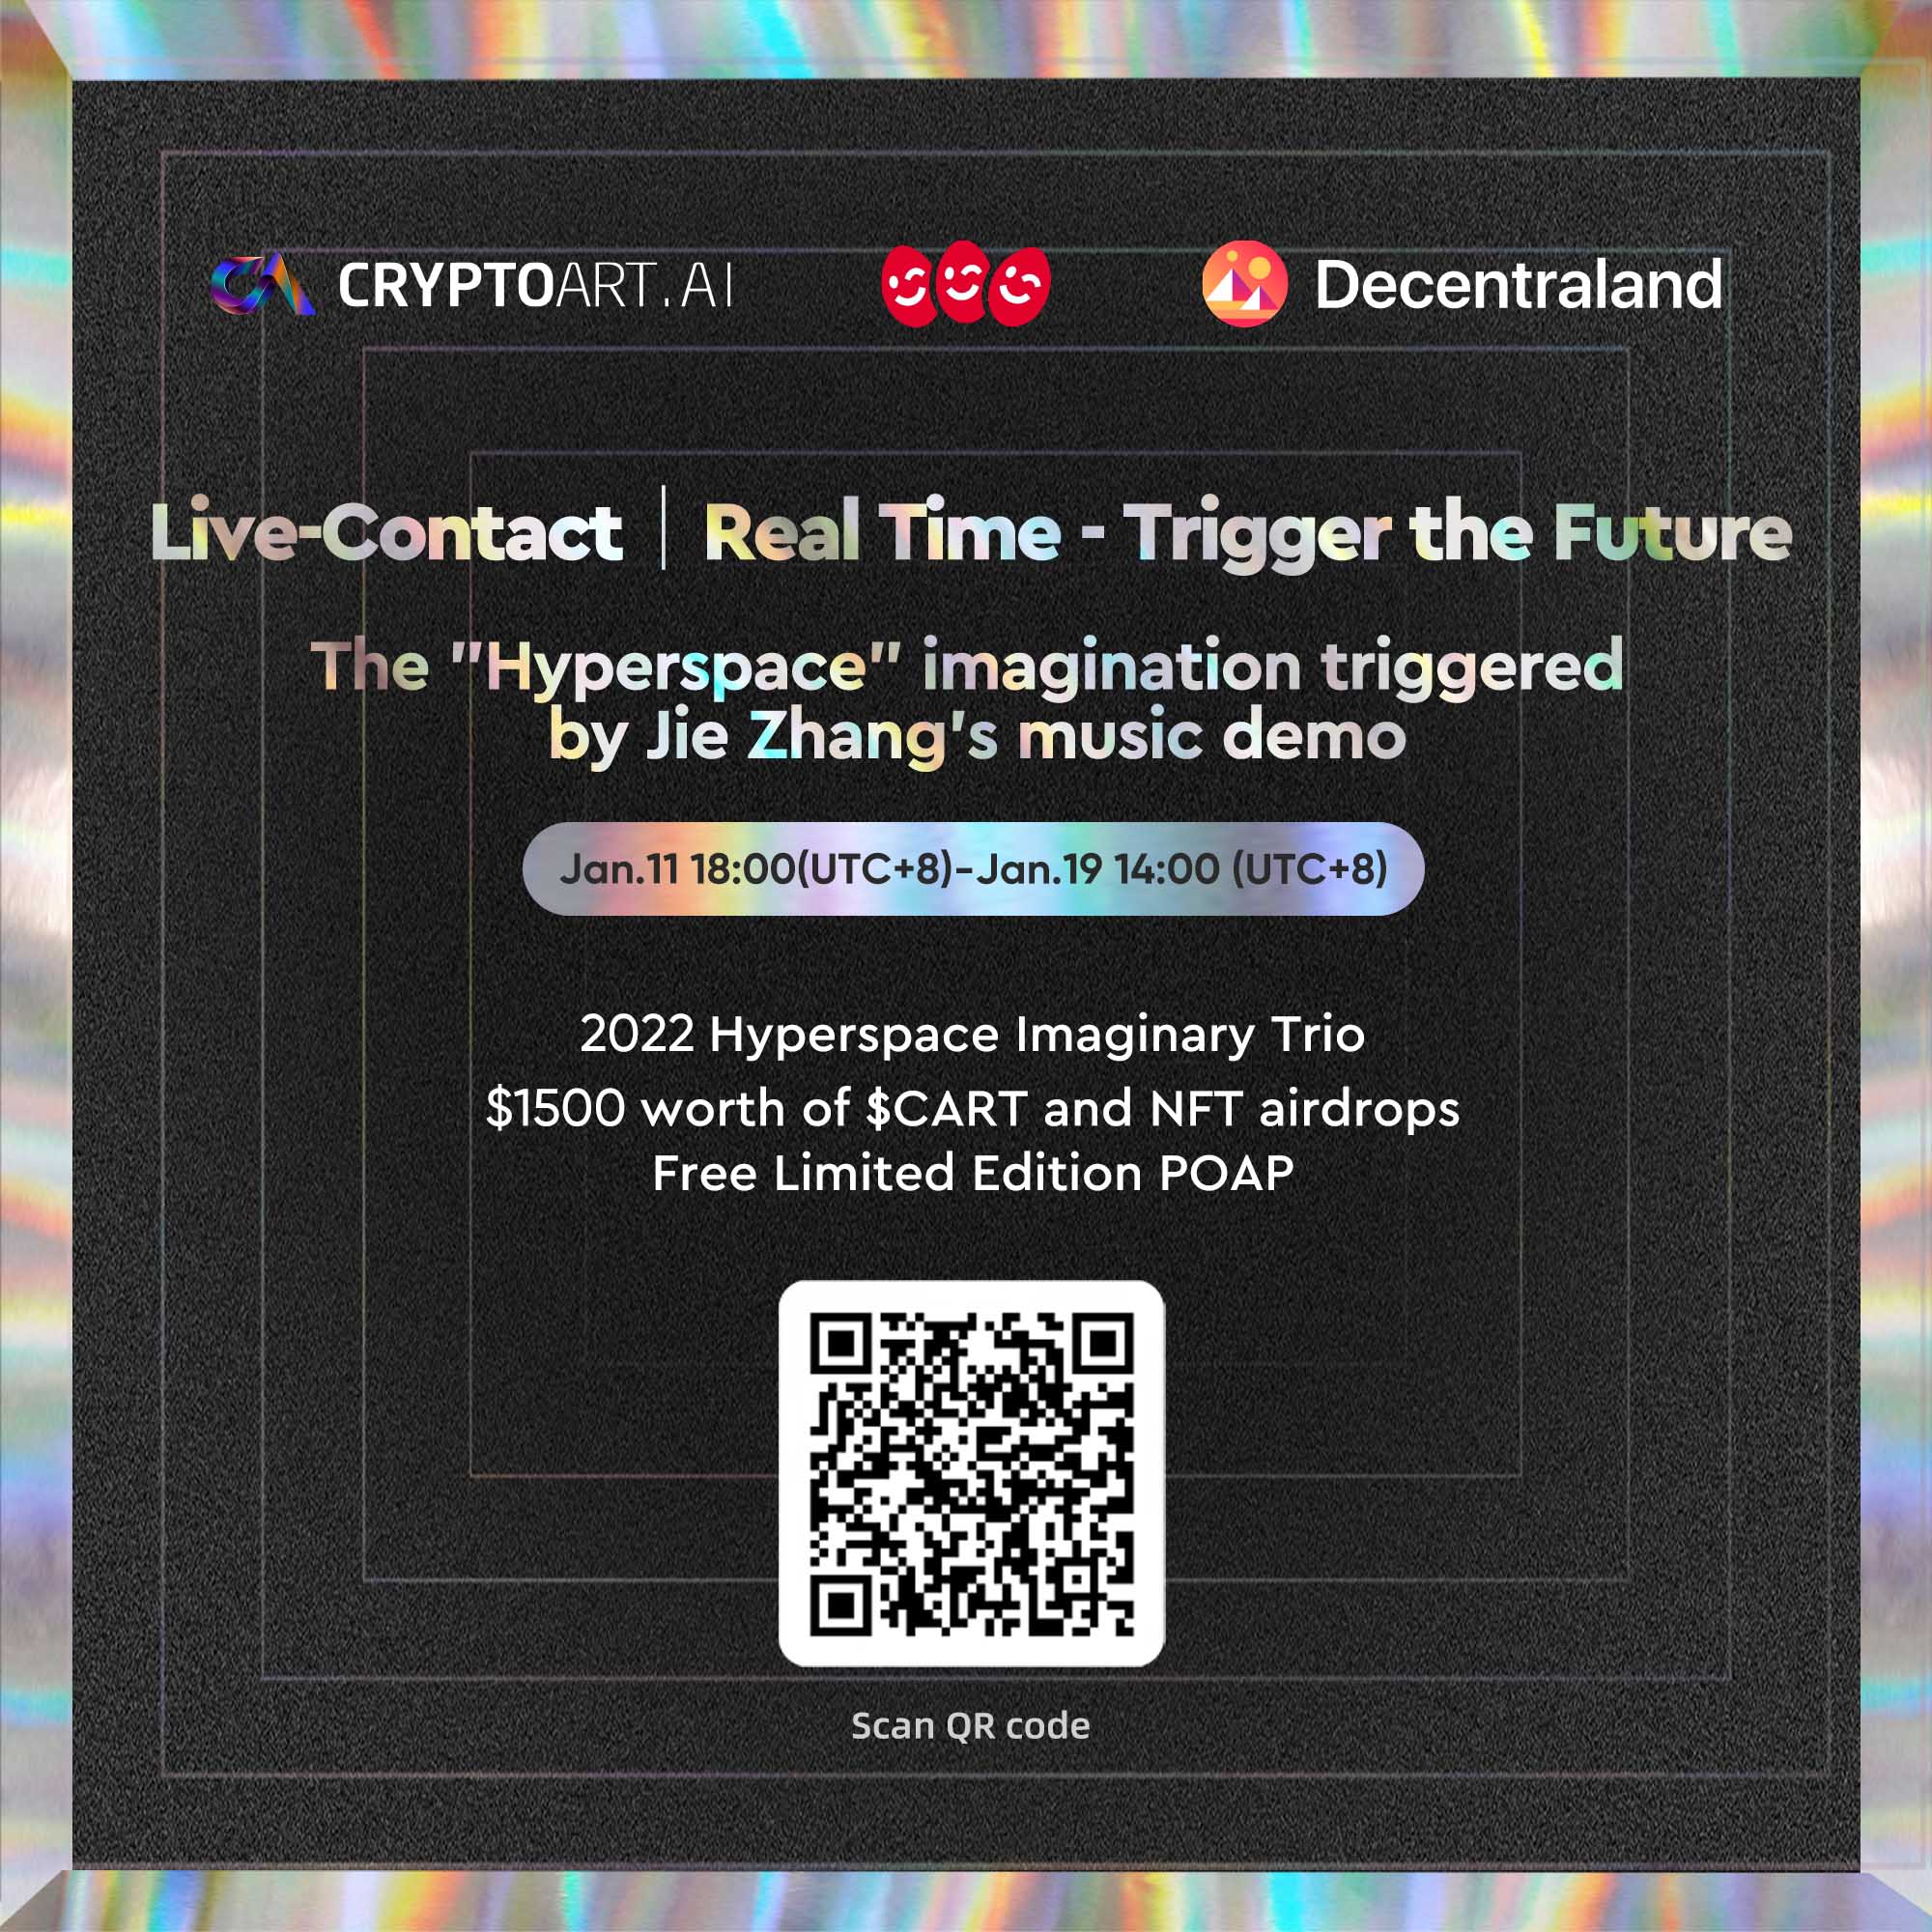 CRYPTOART.AI
Decentraland
Live-Contact | Real Time - Trigger the Future
The "Hyperspace" imagination triggered
by Jie Zhang's music demo
Jan.11 18:00(UTC+8)-Jan.19 14:00 (UTC+8)
2022 Hyperspace Imaginary Trio
$1500 worth of $CART and NFT airdrops
Free Limited Edition POAP
Scan QR code